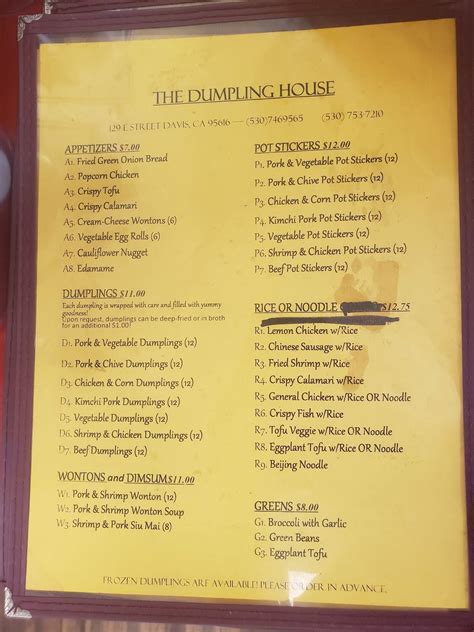 THE DUMPLING HOUSE
129 E STREET DAVIS, CA 95616 — (530)7469565 (530) 753-7210
APPETIZERS $7.00
A1. Fried Green Onion Bread
A2. Popcorn Chicken
A3. Crispy Tofu
A4. Crispy Calamari
A5. Cream-Cheese Wontons (6)
A6. Vegetable Egg Rolls (6)
A7. Cauliflower Nugget
A8. Edamame
DUMPLINGS $11.00
Each dumpling is wrapped with care and filled with yummy
goodness!
Upon request, dumplings can be deep-fried or in broth
for an additional $1.00!
D1. Pork & Vegetable Dumplings (12)
D2. Pork & Chive Dumplings (12)
D3. Chicken & Corn Dumplings (12)
D4. Kimchi Pork Dumplings (12)
D5. Vegetable Dumplings (12)
D6. Shrimp & Chicken Dumplings (12)
D7. Beef Dumplings (12)
WONTONS and DIMSUM $11.00
W1. Pork & Shrimp Wonton (12)
W2. Pork & Shrimp Wonton Soup
W3. Shrimp & Pork Siu Mai (8)
POT STICKERS $12.00
P1. Pork & Vegetable Pot Stickers (12)
P2. Pork & Chive Pot Stickers (12)
P3. Chicken & Corn Pot Stickers (12)
P4. Kimchi Pork Pot Stickers (12)
P5. Vegetable Pot Stickers (12)
P6. Shrimp & Chicken Pot Stickers (12)
P7. Beef Pot Stickers (12)
RICE OR NOODLE $12.75
R1. Lemon Chicken w/Rice
R2. Chinese Sausage w/Rice
R3. Fried Shrimp w/Rice
R4. Crispy Calamari w/Rice
R5. General Chicken w/Rice OR Noodle
R6. Crispy Fish w/Rice
R7. Tofu Veggie w/Rice OR Noodle
R8. Eggplant Tofu w/Rice OR Noodle
R9. Beijing Noodle
GREENS $8.00
G1. Broccoli with Garlic
G2. Green Beans
G3. Eggplant Tofu
FROZEN DUMPLINGS ARE AVAILABLE! PLEASE ORDER IN ADVANCE.